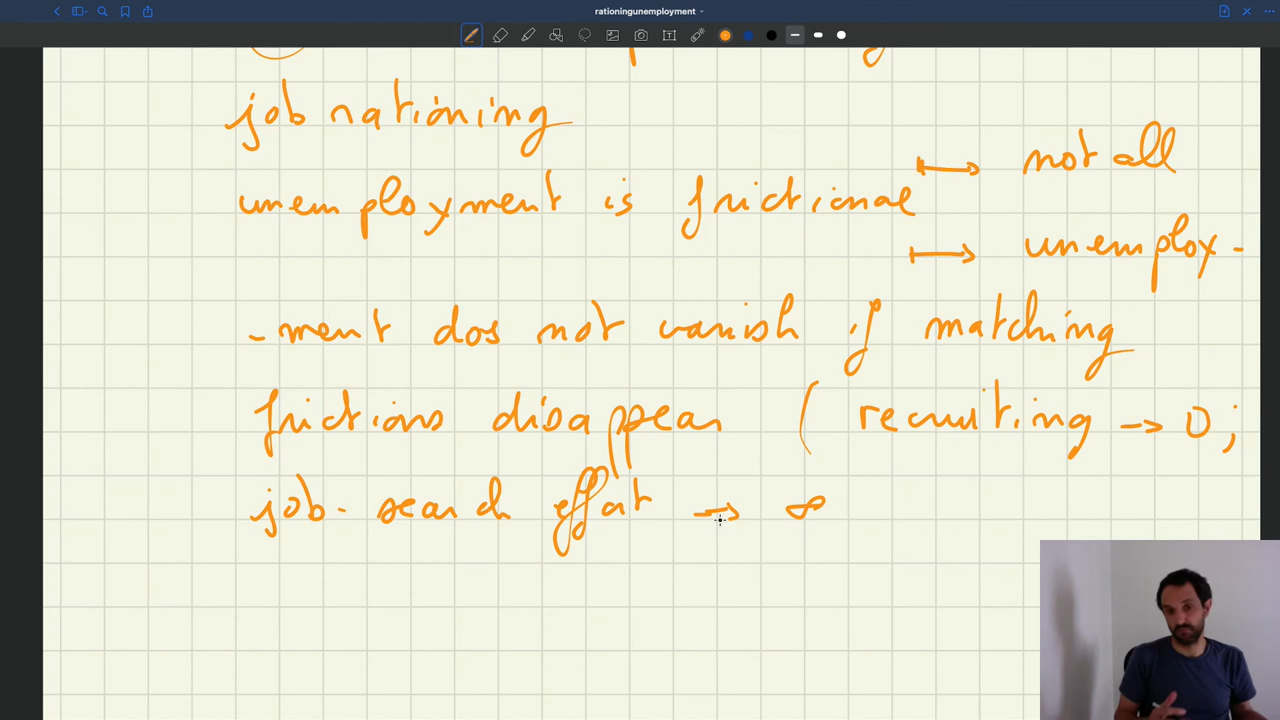 rationingunemployment
job rationing
unemployment is frictional ↦ not all
↦ unemploy-
-ment dos not vanish if matching
frictions disappear ( recruiting → 0;
job-search effort → ∞